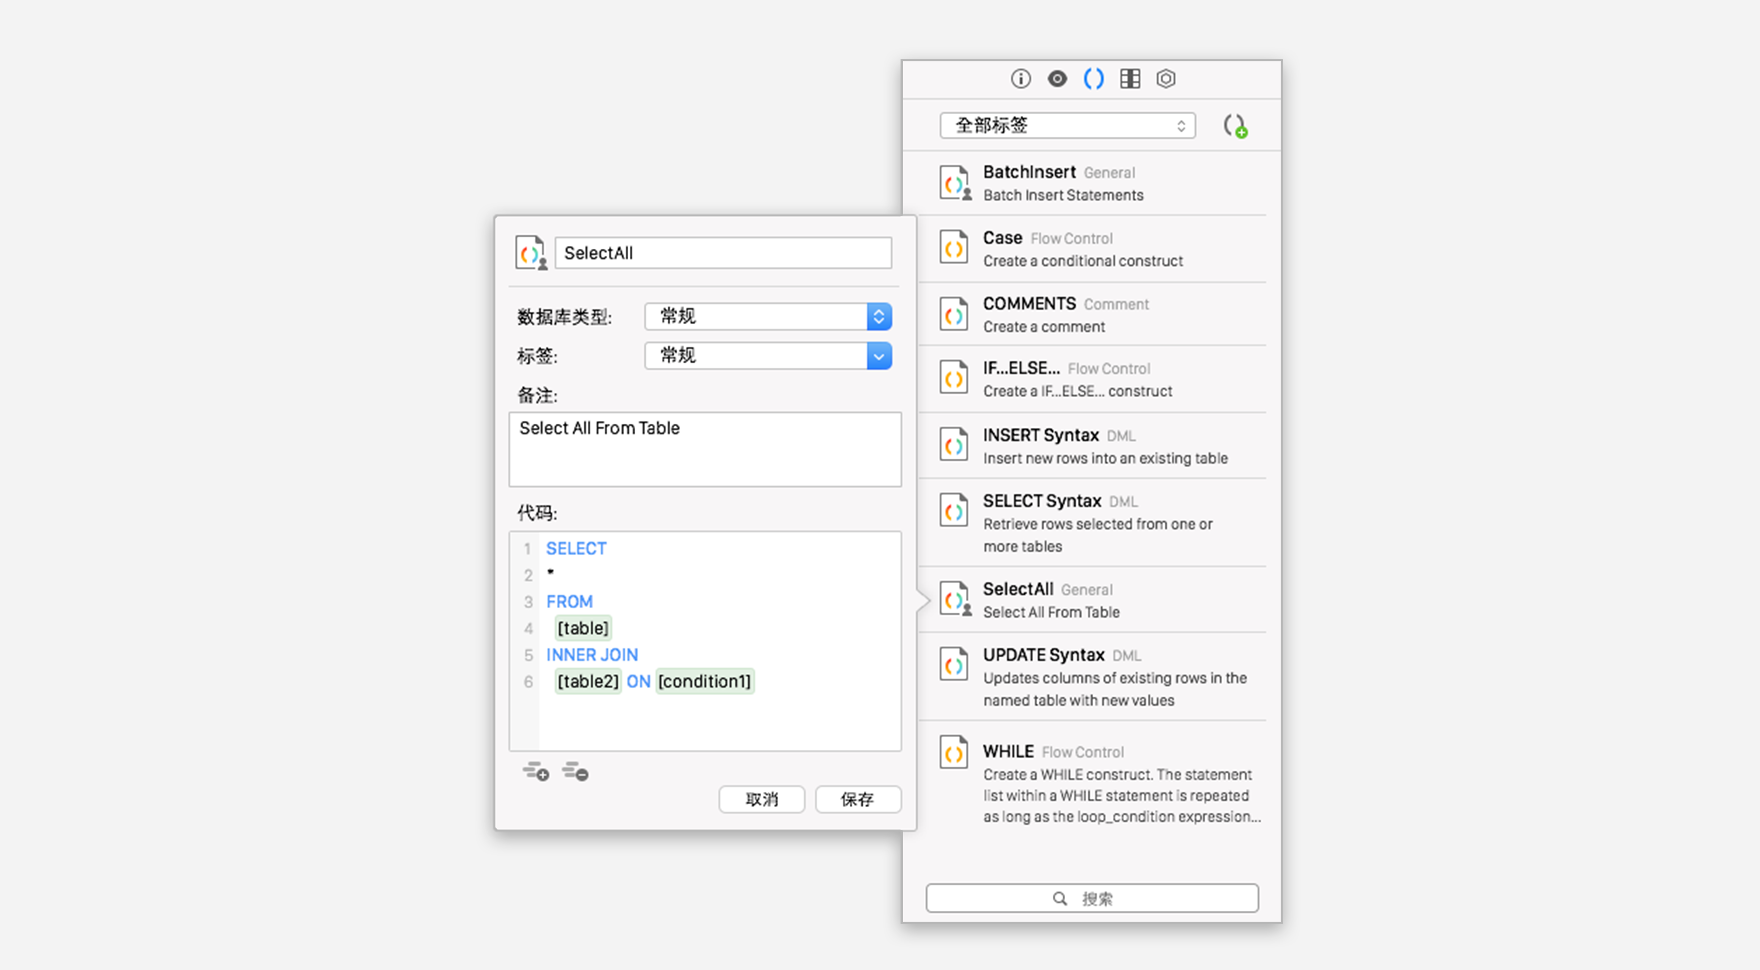 全部标签
BatchInsert General
Batch Insert Statements
Case Flow Control
Create a conditional construct
COMMENTS Comment
Create a comment
IF...ELSE... Flow Control
Create a IF...ELSE... construct
INSERT Syntax DML
Insert new rows into an existing table
SELECT Syntax DML
Retrieve rows selected from one or
more tables
SelectAll General
Select All From Table
UPDATE Syntax DML
Updates columns of existing rows in the
named table with new values
WHILE Flow Control
Create a WHILE construct. The statement
list within a WHILE statement is repeated
as long as the loop_condition expression...
搜索
SelectAll
数据库类型: 常规
标签: 常规
备注:
Select All From Table
代码:
1 SELECT
2 *
3 FROM
4 [table]
5 INNER JOIN
6 [table2] ON [condition1]
取消 保存